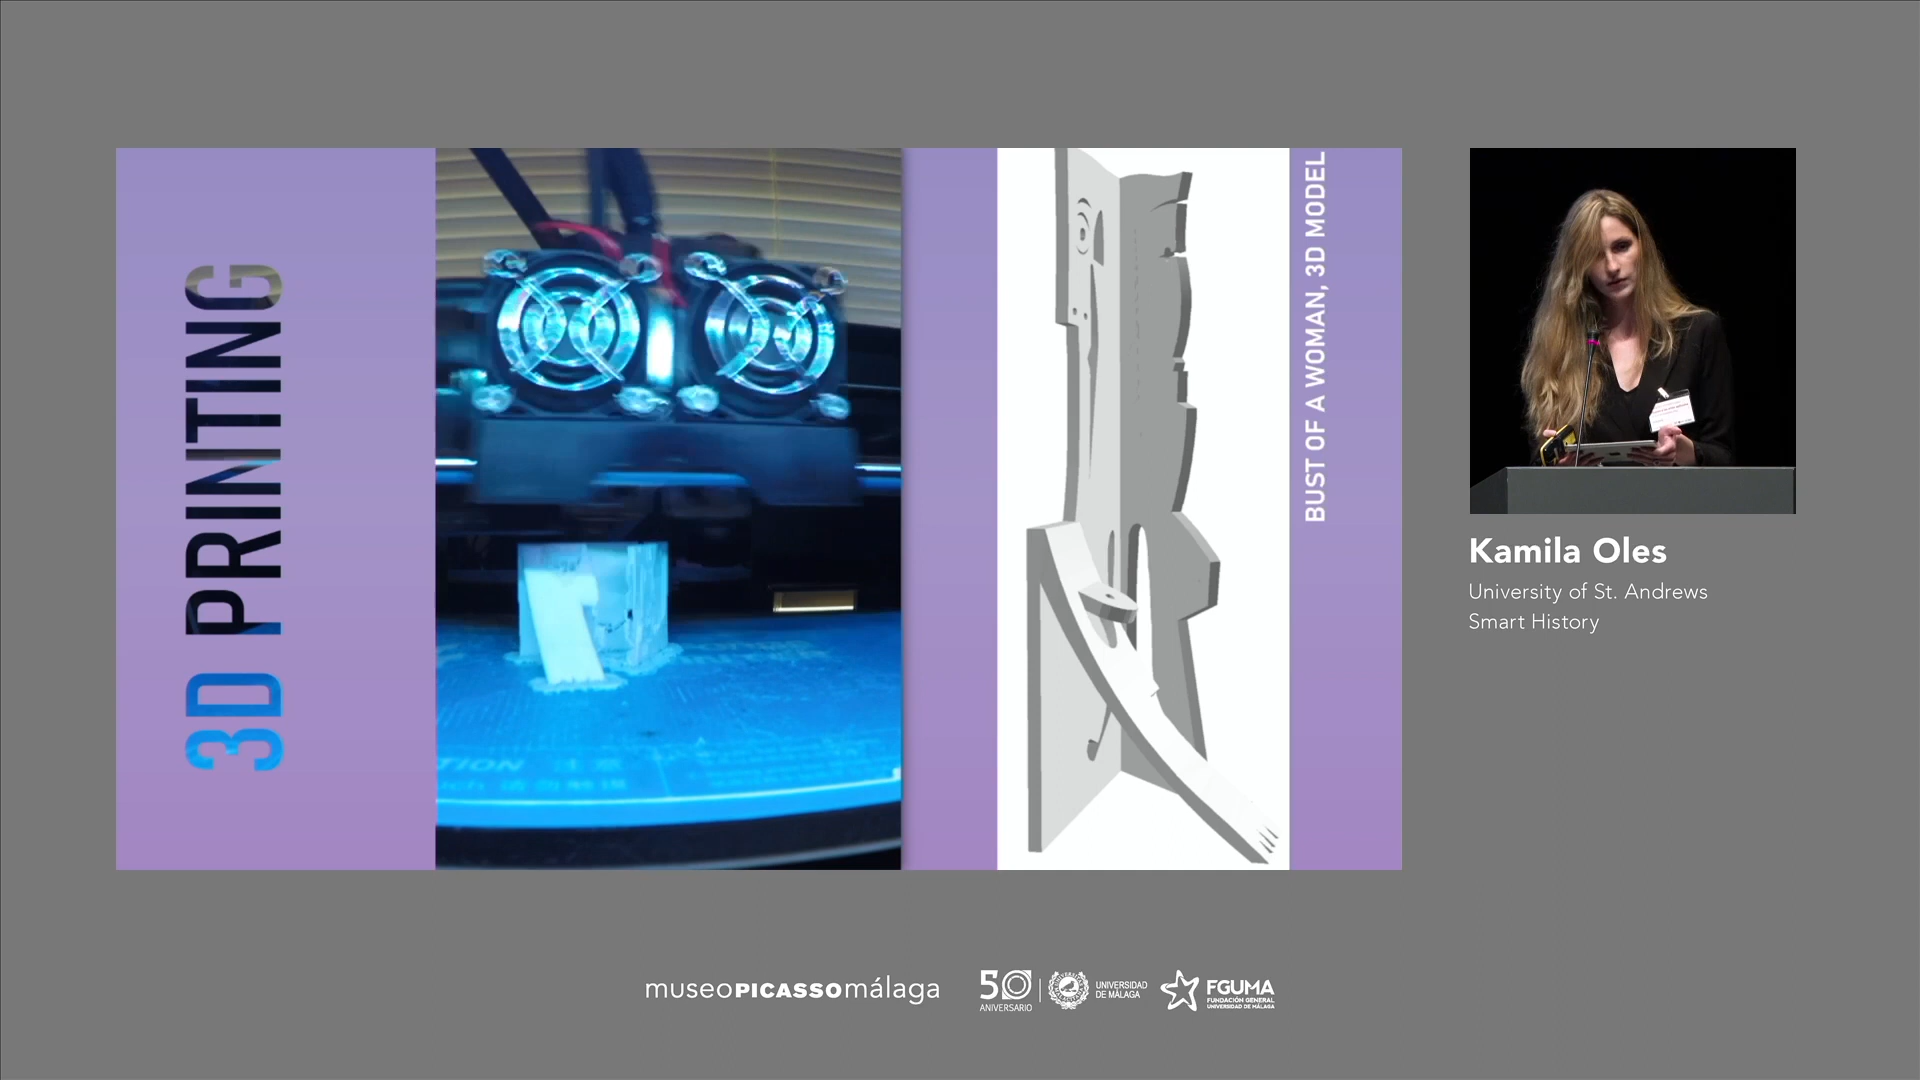 3D PRINTING
BUST OF A WOMAN, 3D MODEL
Kamila Oles
University of St. Andrews
Smart History
museoPICASSOmálaga
50
ANIVERSARIO
UNIVERSIDAD
DE MÁLAGA
FGUMA
FUNDACIÓN GENERAL
UNIVERSIDAD DE MÁLAGA